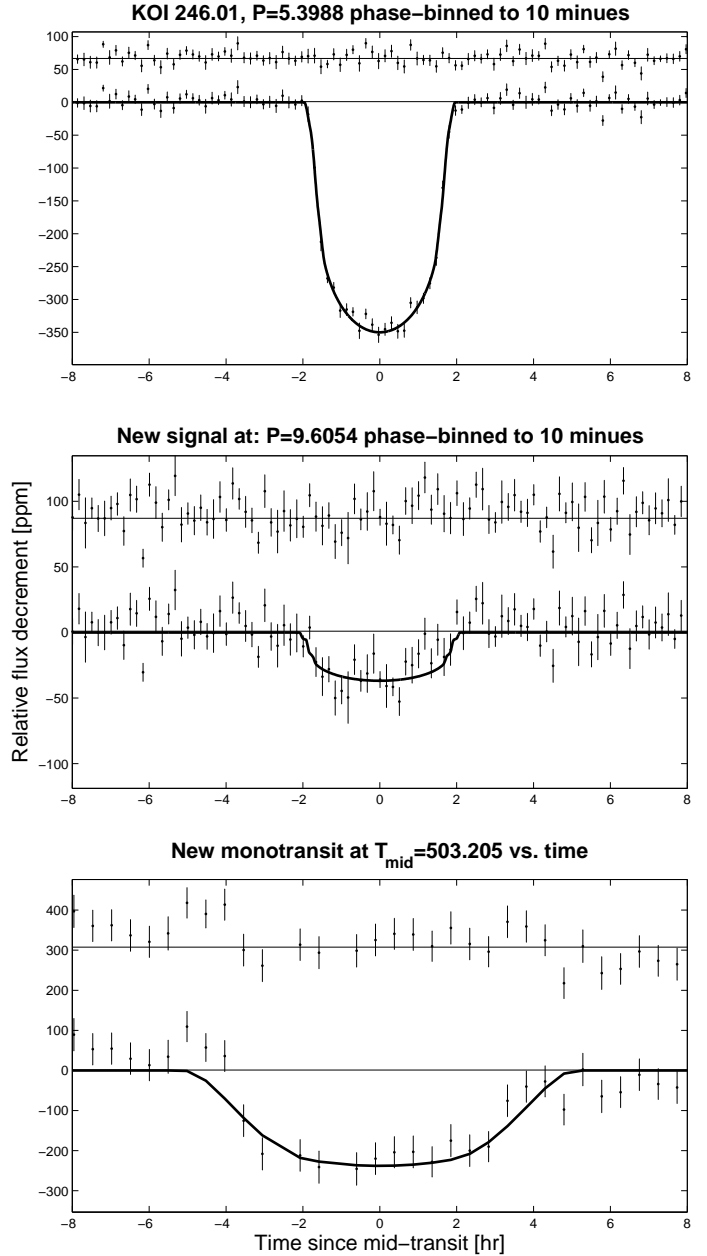 KOI 246.01, P=5.3988 phase−binned to 10 minues
100
50
0
−50
−100
−150
−200
−250
−300
−350
−8 −6 −4 −2 0 2 4 6 8
New signal at: P=9.6054 phase−binned to 10 minues
Relative flux decrement [ppm]
100
50
0
−50
−100
−8 −6 −4 −2 0 2 4 6 8
New monotransit at Tmid=503.205 vs. time
400
300
200
100
0
−100
−200
−300
−8 −6 −4 −2 0 2 4 6 8
Time since mid−transit [hr]